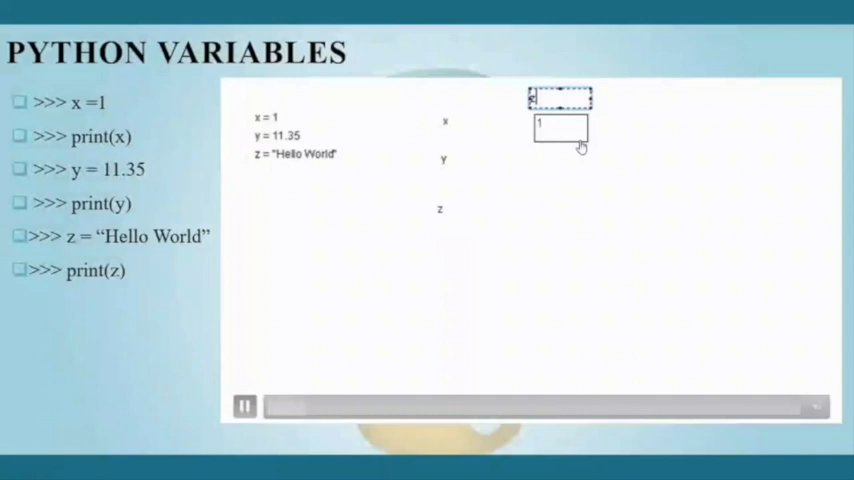 PYTHON VARIABLES
>>> x =1
>>> print(x)
>>> y = 11.35
>>> print(y)
>>> z = “Hello World”
>>> print(z)
x = 1
y = 11.35
z = "Hello World"
x
y
z
1